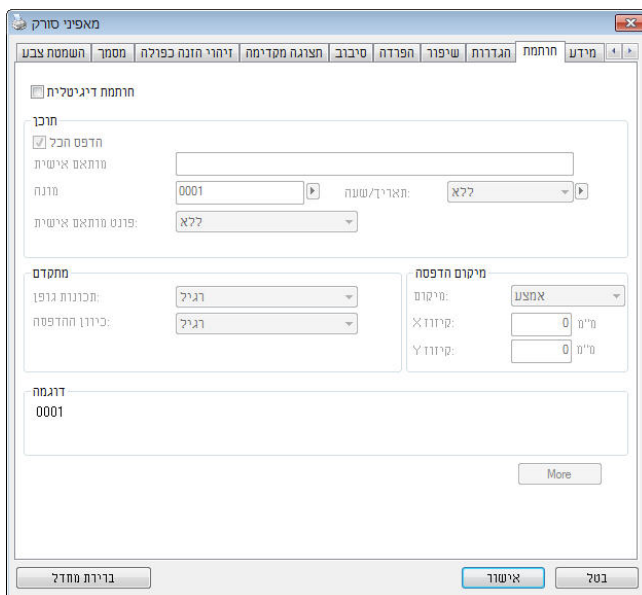 מאפיני סורק
השמטת צבע מסמך זיהוי הזנה כפולה תצוגה מקדימה סיבוב הפרדה שיפור הגדרות חותמת מידע
חותמת דיגיטלית
תוכן
הדפס הכל
מותאם אישית
מונה 0001 תאריך/שעה: ללא
פונט מותאם אישית: ללא
מתקדם
תכונות גופן: רגיל
כיוון ההדפסה: רגיל
מיקום הדפסה
מיקום: אמצע
קיזוז X: 0 מ"מ
קיזוז Y: 0 מ"מ
דוגמה
0001
More
ברירת מחדל אישור בטל